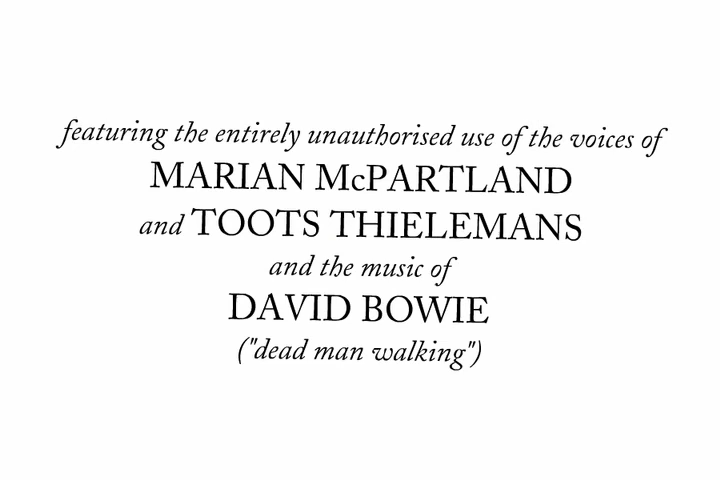 featuring the entirely unauthorised use of the voices of
MARIAN McPARTLAND
and TOOTS THIELEMANS
and the music of
DAVID BOWIE
("dead man walking")